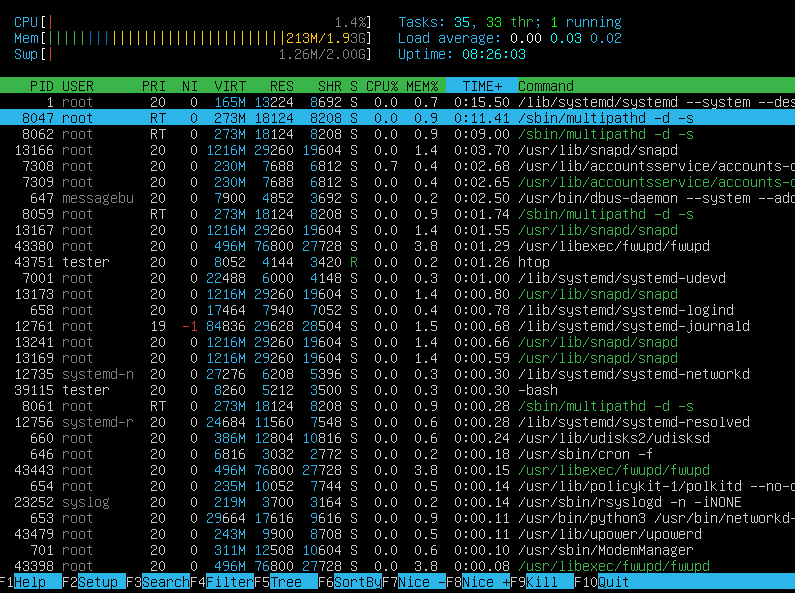 CPU[| 1.4%] Tasks: 35, 33 thr; 1 running
Mem[||||||||||||||||||||||||||||||213M/1.93G] Load average: 0.00 0.03 0.02
Swp[| 1.26M/2.00G] Uptime: 08:26:03
PID USER PRI NI VIRT RES SHR S CPU% MEM% TIME+ Command
1 root 20 0 165M 13224 8692 S 0.0 0.7 0:15.50 /lib/systemd/systemd --system --des
8047 root RT 0 273M 18124 8208 S 0.0 0.9 0:11.41 /sbin/multipathd -d -s
8062 root RT 0 273M 18124 8208 S 0.0 0.9 0:09.00 /sbin/multipathd -d -s
13166 root 20 0 1216M 29260 19604 S 0.0 1.4 0:03.70 /usr/lib/snapd/snapd
7308 root 20 0 230M 7688 6812 S 0.7 0.4 0:02.68 /usr/lib/accountsservice/accounts-d
7309 root 20 0 230M 7688 6812 S 0.0 0.4 0:02.65 /usr/lib/accountsservice/accounts-d
647 messagebu 20 0 7900 4852 3692 S 0.0 0.2 0:02.50 /usr/bin/dbus-daemon --system --add
8059 root RT 0 273M 18124 8208 S 0.0 0.9 0:01.74 /sbin/multipathd -d -s
13167 root 20 0 1216M 29260 19604 S 0.0 1.4 0:01.55 /usr/lib/snapd/snapd
43380 root 20 0 496M 76800 27728 S 0.0 3.8 0:01.29 /usr/libexec/fwupd/fwupd
43751 tester 20 0 8052 4144 3420 R 0.0 0.2 0:01.26 htop
7001 root 20 0 22488 6000 4148 S 0.0 0.3 0:01.00 /lib/systemd/systemd-udevd
13173 root 20 0 1216M 29260 19604 S 0.0 1.4 0:00.80 /usr/lib/snapd/snapd
658 root 20 0 17464 7940 7052 S 0.0 0.4 0:00.78 /lib/systemd/systemd-logind
12761 root 19 -1 84836 29628 28504 S 0.0 1.5 0:00.68 /lib/systemd/systemd-journald
13241 root 20 0 1216M 29260 19604 S 0.0 1.4 0:00.66 /usr/lib/snapd/snapd
13169 root 20 0 1216M 29260 19604 S 0.0 1.4 0:00.59 /usr/lib/snapd/snapd
12735 systemd-n 20 0 27276 6208 5396 S 0.0 0.3 0:00.30 /lib/systemd/systemd-networkd
39115 tester 20 0 8260 5212 3500 S 0.0 0.3 0:00.30 -bash
8061 root RT 0 273M 18124 8208 S 0.0 0.9 0:00.28 /sbin/multipathd -d -s
12756 systemd-r 20 0 24684 11560 7548 S 0.0 0.6 0:00.28 /lib/systemd/systemd-resolved
660 root 20 0 386M 12804 10816 S 0.0 0.6 0:00.24 /usr/lib/udisks2/udisksd
646 root 20 0 6816 3032 2772 S 0.0 0.2 0:00.18 /usr/sbin/cron -f
43443 root 20 0 496M 76800 27728 S 0.0 3.8 0:00.15 /usr/libexec/fwupd/fwupd
654 root 20 0 235M 10052 7744 S 0.0 0.5 0:00.14 /usr/lib/policykit-1/polkitd --no-d
23252 syslog 20 0 219M 3700 3164 S 0.0 0.2 0:00.14 /usr/sbin/rsyslogd -n -iNONE
653 root 20 0 29664 17616 9616 S 0.0 0.9 0:00.11 /usr/bin/python3 /usr/bin/networkd-
43479 root 20 0 243M 9900 8708 S 0.0 0.5 0:00.11 /usr/lib/upower/upowerd
701 root 20 0 311M 12508 10604 S 0.0 0.6 0:00.10 /usr/sbin/ModemManager
43398 root 20 0 496M 76800 27728 S 0.0 3.8 0:00.08 /usr/libexec/fwupd/fwupd
F1Help F2Setup F3SearchF4FilterF5Tree F6SortByF7Nice -F8Nice +F9Kill F10Quit